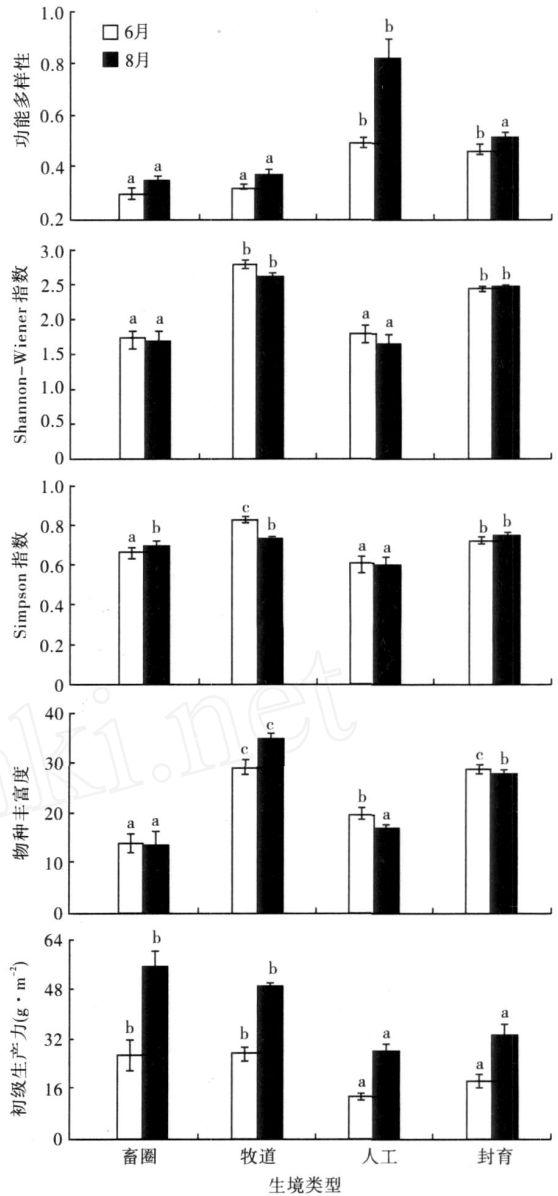 6月
8月
功能多样性
1.0
0.8
0.6
0.4
0.2
a a a a b b b a
Shannon-Wiener 指数
3.0
2.5
2.0
1.5
1.0
0.5
0
a a b b a a b b
Simpson 指数
1.0
0.8
0.6
0.4
0.2
0
a b c b a a b b
物种丰富度
40
30
20
10
0
a a c c b a c b
初级生产力(g·m⁻²)
64
48
32
16
0
b b b b a a a a
畜圈 牧道 人工 封育
生境类型
nki.net